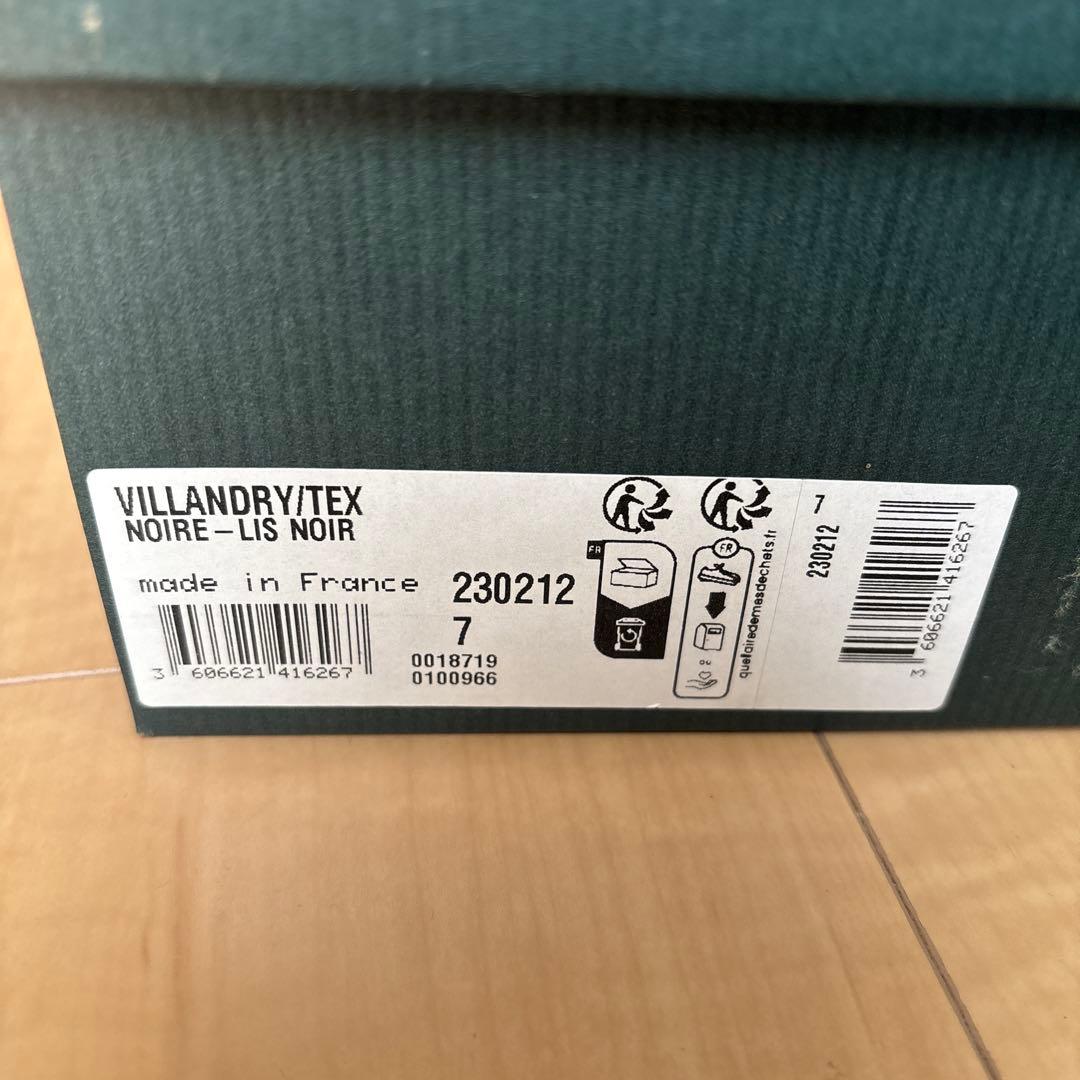 VILLANDRY/TEX
NOIRE-LIS NOIR
made in France
230212
7
3 606621 416267
0018719
0100966
FR
FR
quefairedemesdechets.fr
7
230212
3 606621 416267